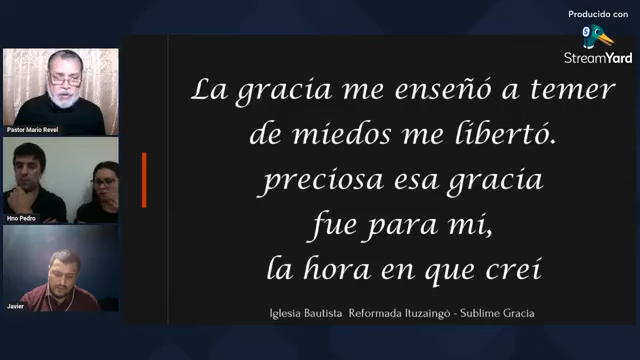 Producido con
StreamYard
Pastor Mario Revel
Hno Pedro
Javier
La gracia me enseñó a temer
de miedos me libertó.
preciosa esa gracia
fue para mí,
la hora en que creí
Iglesia Bautista Reformada Ituzaingó - Sublime Gracia